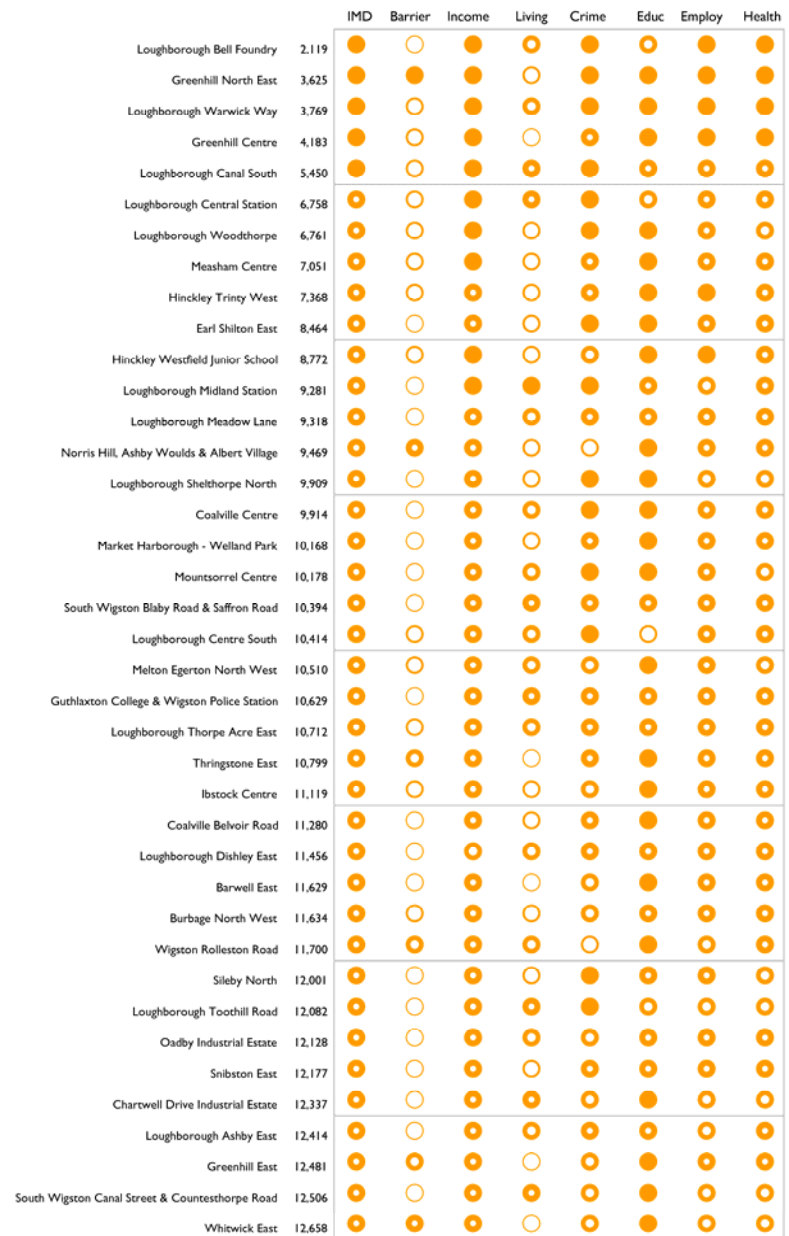 IMD Barrier Income Living Crime Educ Employ Health
Loughborough Bell Foundry 2,119
Greenhill North East 3,625
Loughborough Warwick Way 3,769
Greenhill Centre 4,183
Loughborough Canal South 5,450
Loughborough Central Station 6,758
Loughborough Woodthorpe 6,761
Measham Centre 7,051
Hinckley Trinty West 7,368
Earl Shilton East 8,464
Hinckley Westfield Junior School 8,772
Loughborough Midland Station 9,281
Loughborough Meadow Lane 9,318
Norris Hill, Ashby Woulds & Albert Village 9,469
Loughborough Shelthorpe North 9,909
Coalville Centre 9,914
Market Harborough - Welland Park 10,168
Mountsorrel Centre 10,178
South Wigston Blaby Road & Saffron Road 10,394
Loughborough Centre South 10,414
Melton Egerton North West 10,510
Guthlaxton College & Wigston Police Station 10,629
Loughborough Thorpe Acre East 10,712
Thringstone East 10,799
Ibstock Centre 11,119
Coalville Belvoir Road 11,280
Loughborough Dishley East 11,456
Barwell East 11,629
Burbage North West 11,634
Wigston Rolleston Road 11,700
Sileby North 12,001
Loughborough Toothill Road 12,082
Oadby Industrial Estate 12,128
Snibston East 12,177
Chartwell Drive Industrial Estate 12,337
Loughborough Ashby East 12,414
Greenhill East 12,481
South Wigston Canal Street & Countesthorpe Road 12,506
Whitwick East 12,658